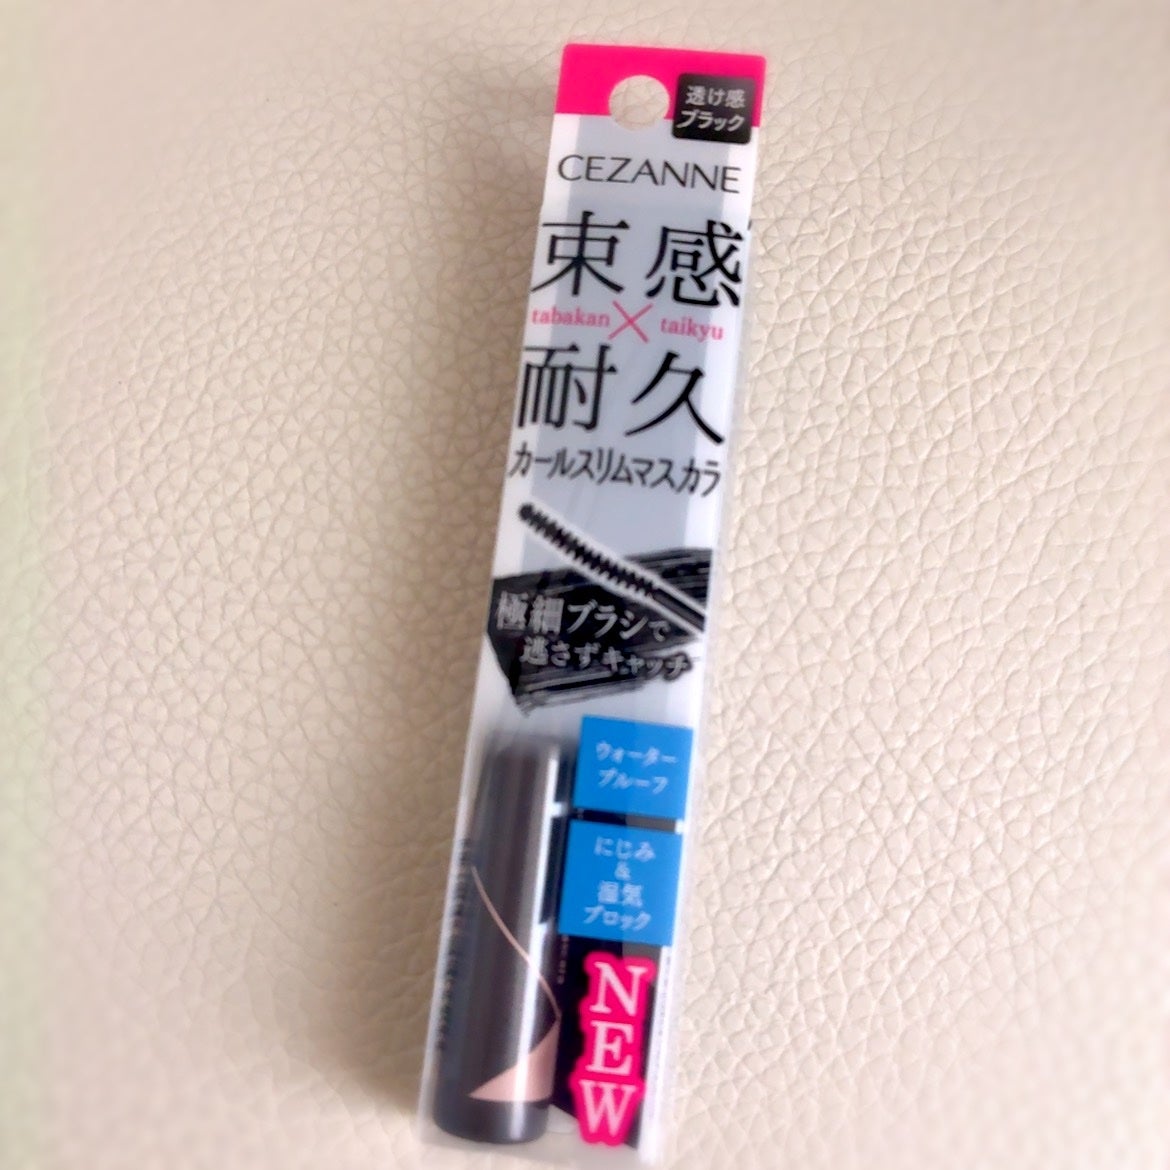 透け感
ブラック
CEZANNE
束感
tabakan × taikyu
耐久
カールスリムマスカラ
極細ブラシで
逃さずキャッチ
ウォーター
プルーフ
にじみ
&
湿気
ブロック
NEW